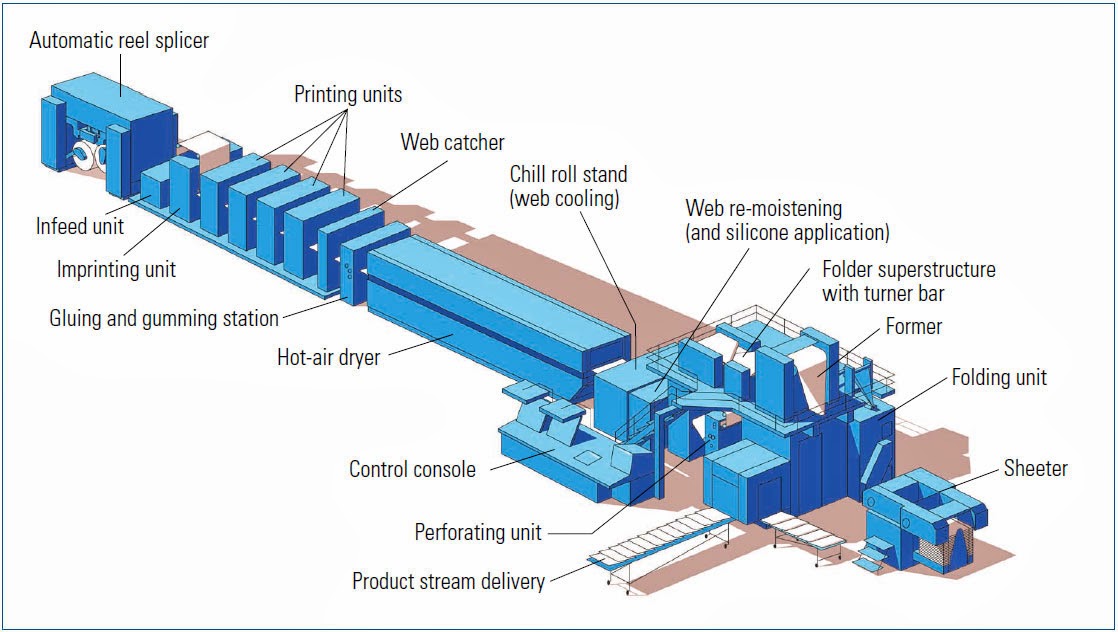 Automatic reel splicer
Printing units
Web catcher
Chill roll stand
(web cooling)
Web re-moistening
(and silicone application)
Infeed unit
Folder superstructure
with turner bar
Imprinting unit
Former
Gluing and gumming station
Hot-air dryer
Folding unit
Control console
Sheeter
Perforating unit
Product stream delivery